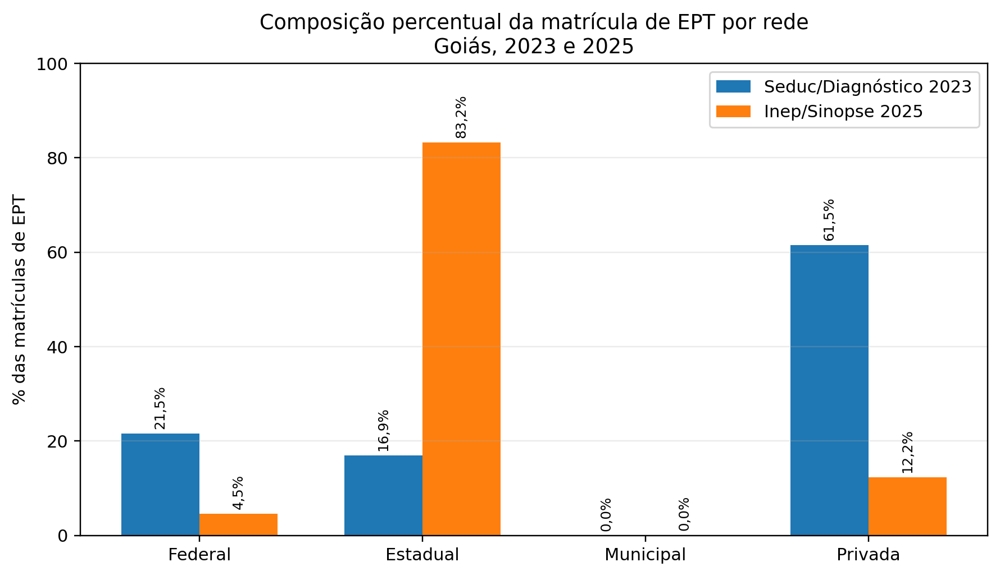 Composição percentual da matrícula de EPT por rede
Goiás, 2023 e 2025
Seduc/Diagnóstico 2023
Inep/Sinopse 2025
% das matrículas de EPT
100
80
60
40
20
0
21,5%
4,5%
16,9%
83,2%
0,0%
0,0%
61,5%
12,2%
Federal
Estadual
Municipal
Privada